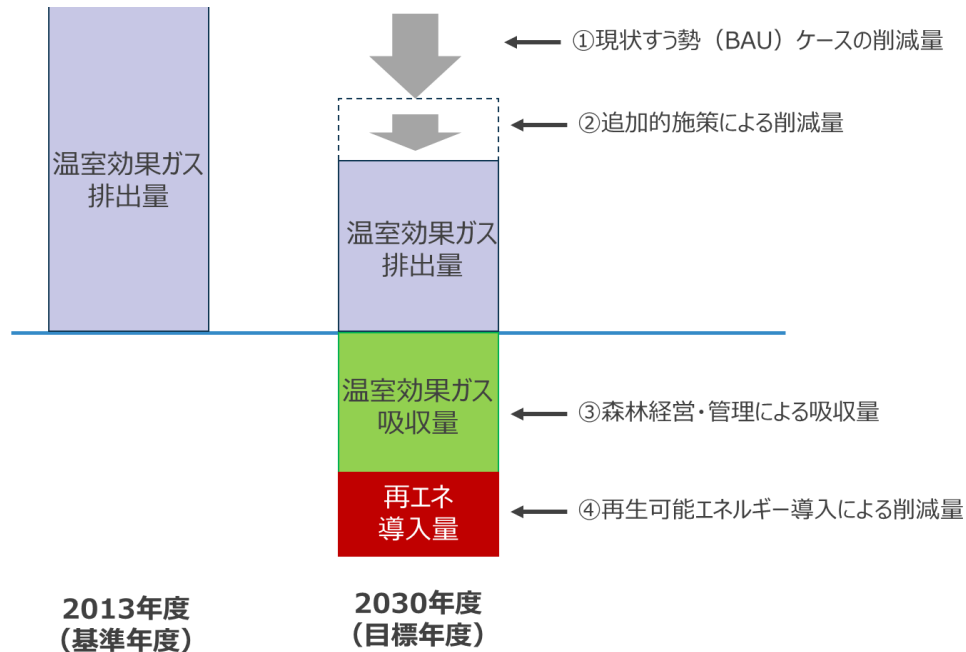 ①現状すう勢（BAU）ケースの削減量
②追加的施策による削減量
温室効果ガス
排出量
温室効果ガス
排出量
温室効果ガス
吸収量
③森林経営・管理による吸収量
再エネ
導入量
④再生可能エネルギー導入による削減量
2013年度
（基準年度）
2030年度
（目標年度）